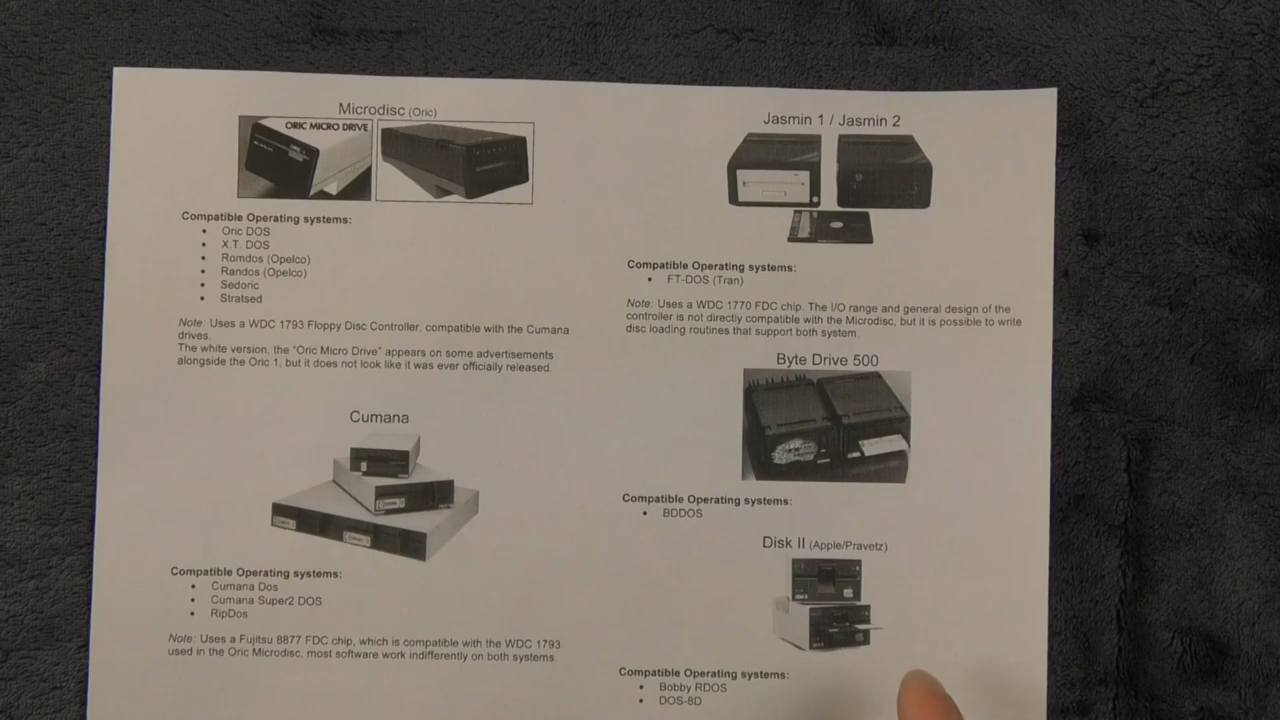 Microdisc (Oric)
ORIC MICRO DRIVE
Compatible Operating systems:
• Oric DOS
• X.T. DOS
• Romdos (Opelco)
• Randos (Opelco)
• Sedoric
• Stratsed
Note: Uses a WDC 1793 Floppy Disc Controller, compatible with the Cumana
drives.
The white version, the "Oric Micro Drive" appears on some advertisements
alongside the Oric 1, but it does not look like it was ever officially released.
Cumana
Compatible Operating systems:
• Cumana Dos
• Cumana Super2 DOS
• RipDos
Note: Uses a Fujitsu 8877 FDC chip, which is compatible with the WDC 1793
used in the Oric Microdisc, most software work indifferently on both systems.
Jasmin 1 / Jasmin 2
Compatible Operating systems:
• FT-DOS (Tran)
Note: Uses a WDC 1770 FDC chip. The I/O range and general design of the
controller is not directly compatible with the Microdisc, but it is possible to write
disc loading routines that support both system.
Byte Drive 500
Compatible Operating systems:
• BDDOS
Disk II (Apple/Pravetz)
Compatible Operating systems:
• Bobby RDOS
• DOS-8D